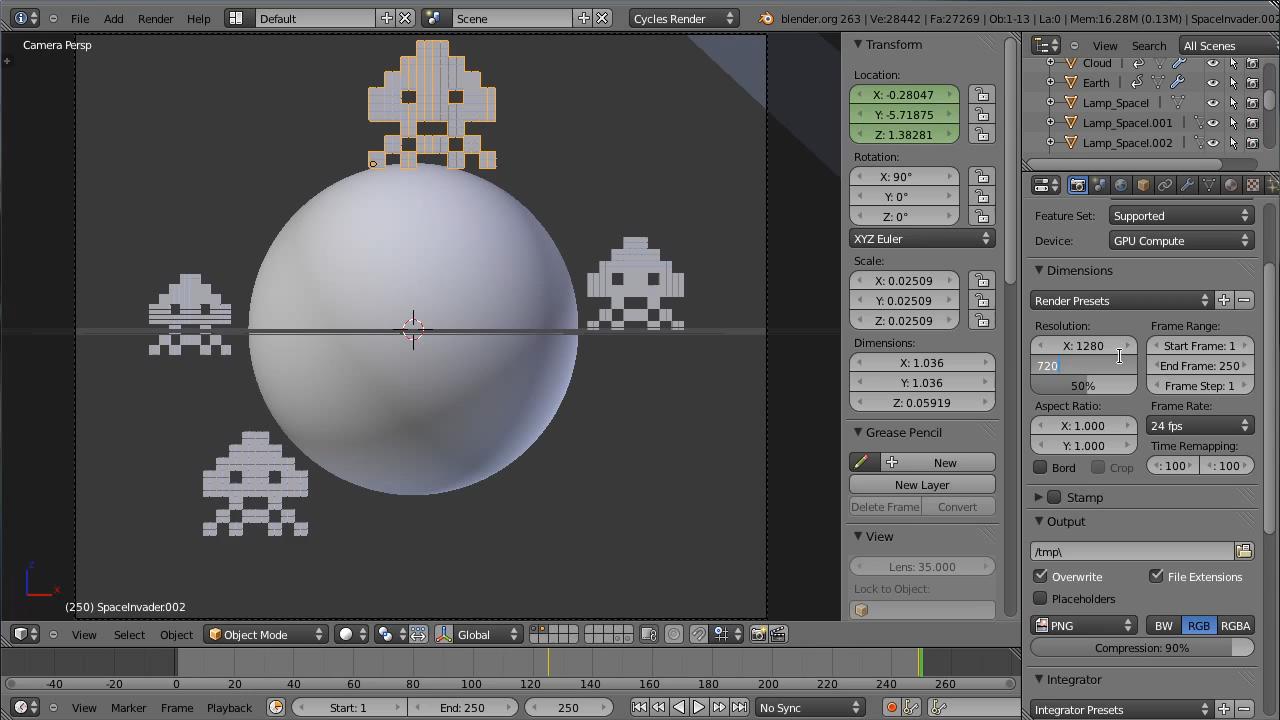 File Add Render Help Default Scene Cycles Render blender.org 263 | Ve:28442 | Fa:27269 | Ob:1-13 | La:0 | Mem:16.28M (0.13M) | SpaceInvader.002
Camera Persp
(250) SpaceInvader.002
View Select Object Object Mode Global
Transform
Location:
X: -0.28047
Y: -5.71875
Z: 1.38281
Rotation:
X: 90°
Y: 0°
Z: 0°
XYZ Euler
Scale:
X: 0.02509
Y: 0.02509
Z: 0.02509
Dimensions:
X: 1.036
Y: 1.036
Z: 0.05919
Grease Pencil
New
New Layer
Delete Frame Convert
View
Lens: 35.000
Lock to Object:
View Search All Scenes
Cloud
Earth
Lamp_SpaceI
Lamp_SpaceI.001
Lamp_SpaceI.002
Feature Set: Supported
Device: GPU Compute
Dimensions
Render Presets
Resolution: Frame Range:
X: 1280 Start Frame: 1
720 End Frame: 250
50% Frame Step: 1
Aspect Ratio: Frame Rate:
X: 1.000 24 fps
Y: 1.000 Time Remapping:
Bord Crop : 100 : 100
Stamp
Output
/tmp\
Overwrite File Extensions
Placeholders
PNG BW RGB RGBA
Compression: 90%
Integrator
Integrator Presets
-40 -20 0 20 40 60 80 100 120 140 160 180 200 220 240 260
View Marker Frame Playback Start: 1 End: 250 250 No Sync
z
x